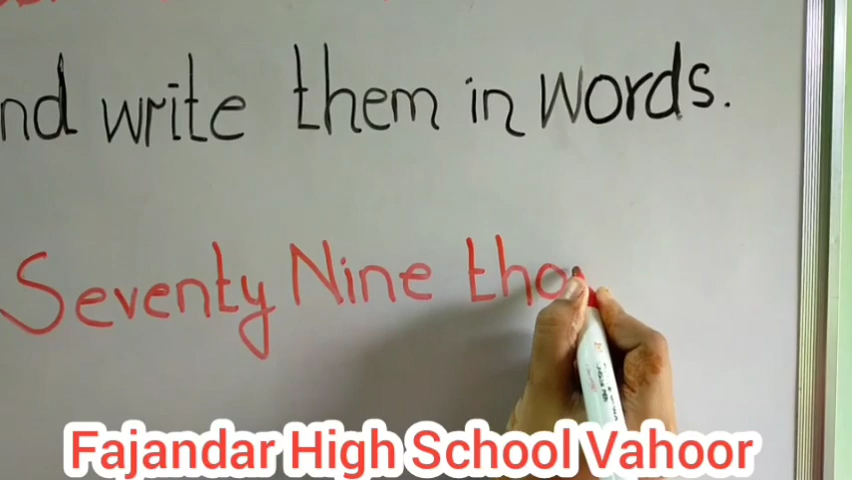 nd write them in words.
Seventy Nine tho
Fajandar High School Vahoor